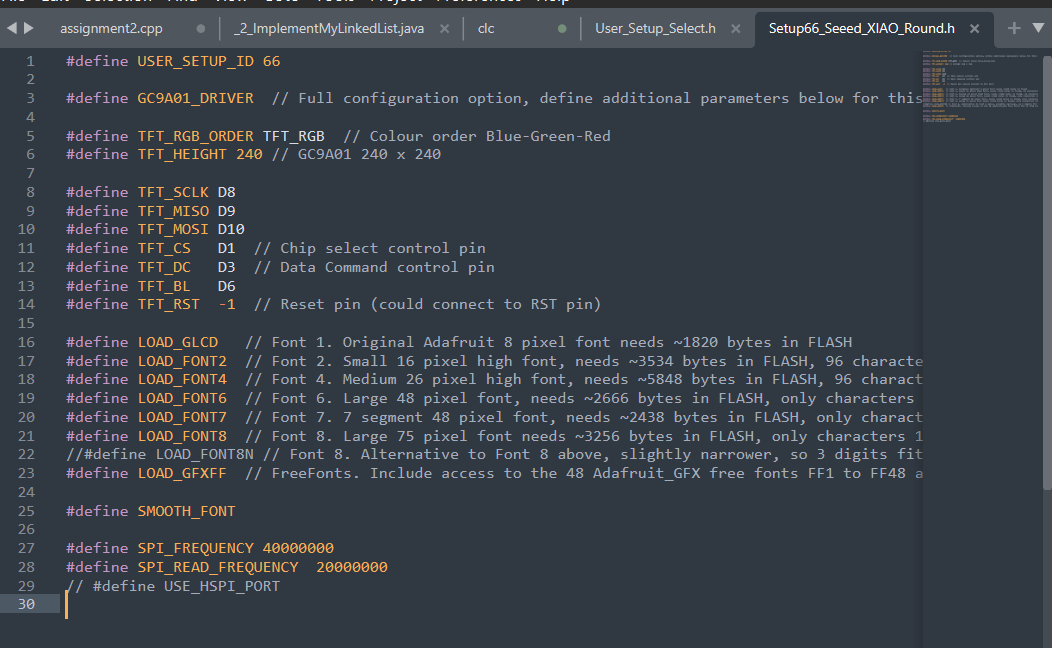 assignment2.cpp _2_ImplementMyLinkedList.java clc User_Setup_Select.h Setup66_Seeed_XIAO_Round.h
1 #define USER_SETUP_ID 66
2
3 #define GC9A01_DRIVER // Full configuration option, define additional parameters below for this
4
5 #define TFT_RGB_ORDER TFT_RGB // Colour order Blue-Green-Red
6 #define TFT_HEIGHT 240 // GC9A01 240 x 240
7
8 #define TFT_SCLK D8
9 #define TFT_MISO D9
10 #define TFT_MOSI D10
11 #define TFT_CS D1 // Chip select control pin
12 #define TFT_DC D3 // Data Command control pin
13 #define TFT_BL D6
14 #define TFT_RST -1 // Reset pin (could connect to RST pin)
15
16 #define LOAD_GLCD // Font 1. Original Adafruit 8 pixel font needs ~1820 bytes in FLASH
17 #define LOAD_FONT2 // Font 2. Small 16 pixel high font, needs ~3534 bytes in FLASH, 96 characte
18 #define LOAD_FONT4 // Font 4. Medium 26 pixel high font, needs ~5848 bytes in FLASH, 96 charact
19 #define LOAD_FONT6 // Font 6. Large 48 pixel font, needs ~2666 bytes in FLASH, only characters
20 #define LOAD_FONT7 // Font 7. 7 segment 48 pixel font, needs ~2438 bytes in FLASH, only charact
21 #define LOAD_FONT8 // Font 8. Large 75 pixel font needs ~3256 bytes in FLASH, only characters 1
22 //#define LOAD_FONT8N // Font 8. Alternative to Font 8 above, slightly narrower, so 3 digits fit
23 #define LOAD_GFXFF // FreeFonts. Include access to the 48 Adafruit_GFX free fonts FF1 to FF48 a
24
25 #define SMOOTH_FONT
26
27 #define SPI_FREQUENCY 40000000
28 #define SPI_READ_FREQUENCY 20000000
29 // #define USE_HSPI_PORT
30